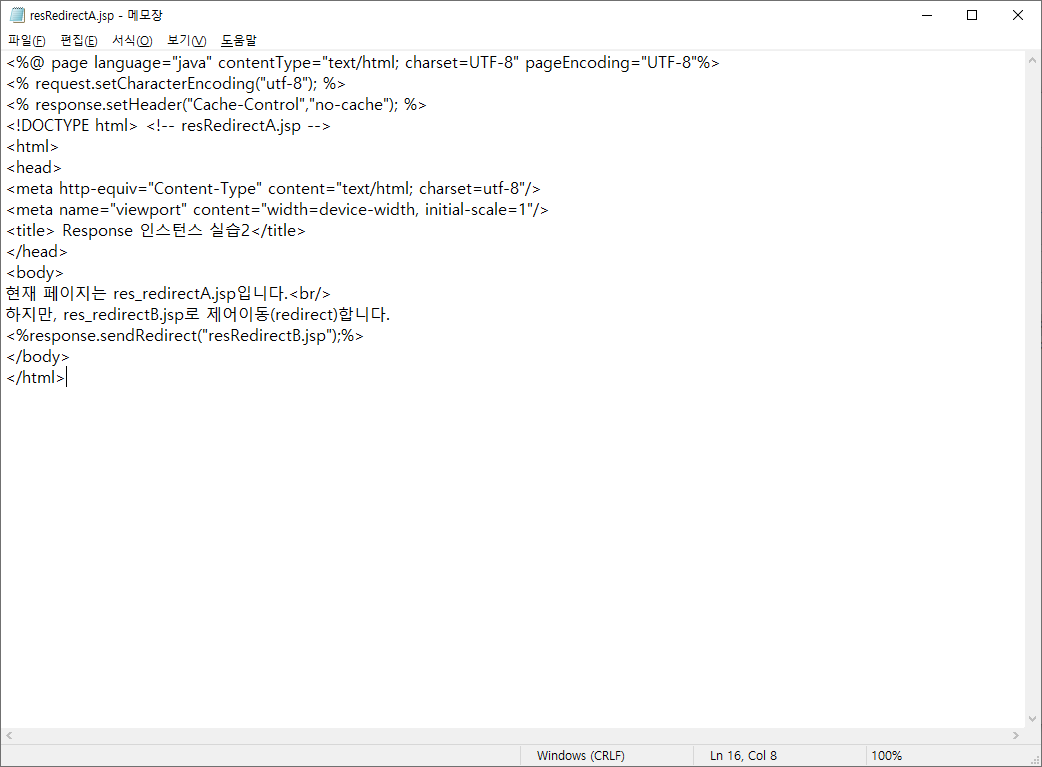 resRedirectA.jsp - 메모장
파일(F) 편집(E) 서식(O) 보기(V) 도움말
<%@ page language="java" contentType="text/html; charset=UTF-8" pageEncoding="UTF-8"%>
<% request.setCharacterEncoding("utf-8"); %>
<% response.setHeader("Cache-Control","no-cache"); %>
<!DOCTYPE html> <!-- resRedirectA.jsp -->
<html>
<head>
<meta http-equiv="Content-Type" content="text/html; charset=utf-8"/>
<meta name="viewport" content="width=device-width, initial-scale=1"/>
<title> Response 인스턴스 실습2</title>
</head>
<body>
현재 페이지는 res_redirectA.jsp입니다.<br/>
하지만, res_redirectB.jsp로 제어이동(redirect)합니다.
<%response.sendRedirect("resRedirectB.jsp");%>
</body>
</html>
Windows (CRLF) Ln 16, Col 8 100%